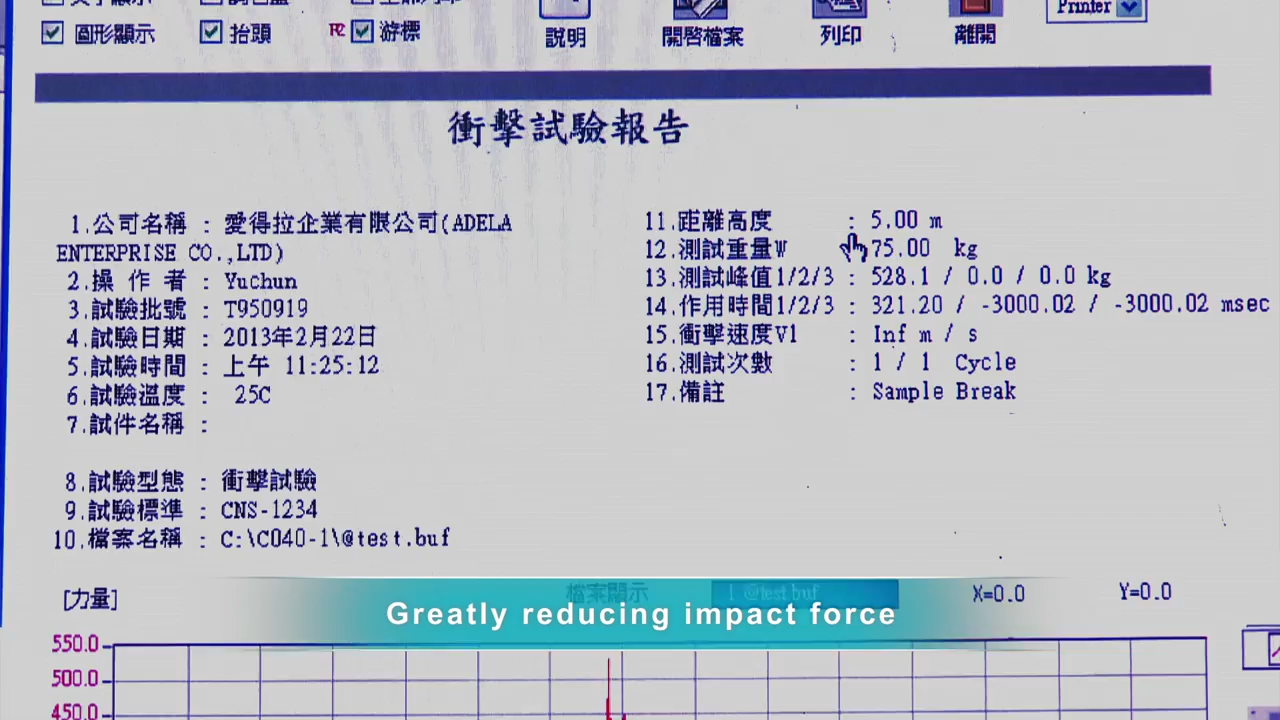 圖形顯示 抬頭 游標 說明 開啓檔案 列印 離開 Printer
衝擊試驗報告
1.公司名稱 : 愛得拉企業有限公司(ADELA
ENTERPRISE CO.,LTD)
2.操 作 者 : Yuchun
3.試驗批號 : T950919
4.試驗日期 : 2013年2月22日
5.試驗時間 : 上午 11:25:12
6.試驗溫度 : 25C
7.試件名稱 :
8.試驗型態 : 衝擊試驗
9.試驗標準 : CNS-1234
10.檔案名稱 : C:\C040-1\@test.buf
11.距離高度 : 5.00 m
12.測試重量W : 75.00 kg
13.測試峰值1/2/3 : 528.1 / 0.0 / 0.0 kg
14.作用時間1/2/3 : 321.20 / -3000.02 / -3000.02 msec
15.衝擊速度V1 : Inf m / s
16.測試次數 : 1 / 1 Cycle
17.備註 : Sample Break
[力量] 檔案顯示 1 @test.buf X=0.0 Y=0.0
Greatly reducing impact force
550.0
500.0
450.0